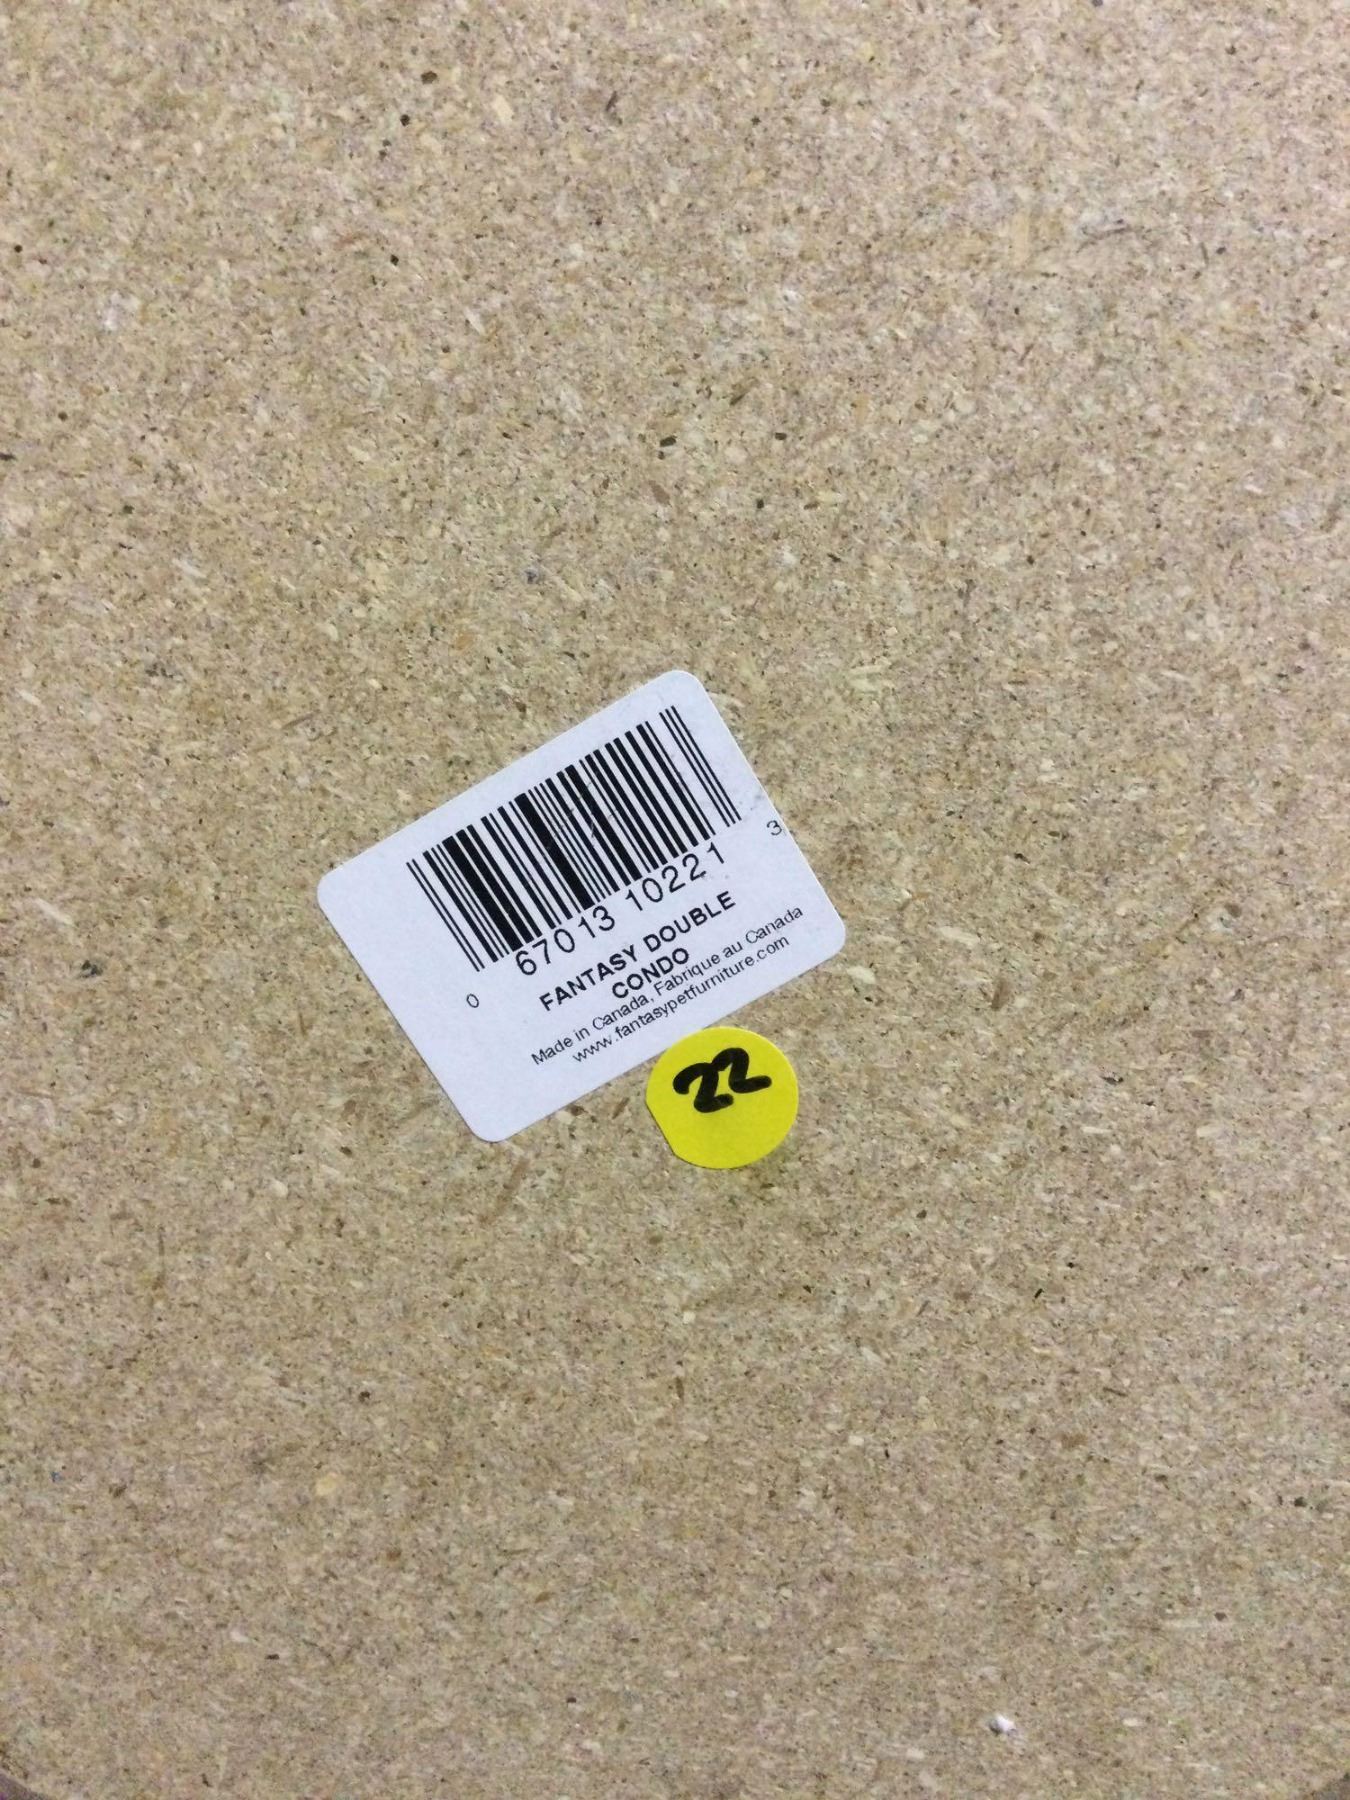 0 67013 10221 3
FANTASY DOUBLE
CONDO
Made in Canada, Fabrique au Canada
www.fantasypetfurniture.com
22